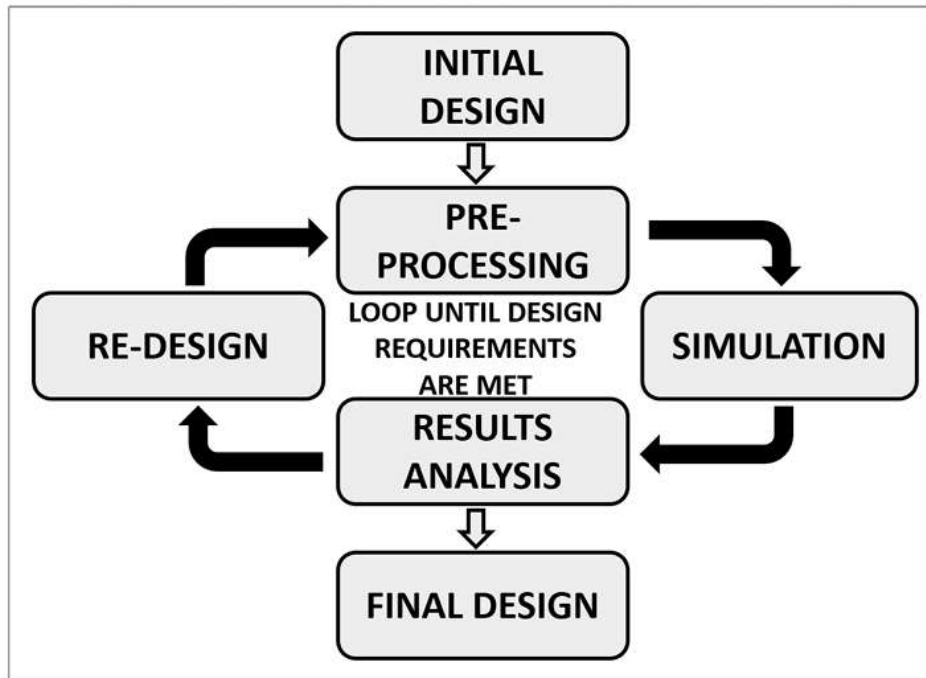 INITIAL
DESIGN
PRE-
PROCESSING
LOOP UNTIL DESIGN
REQUIREMENTS
ARE MET
RE-DESIGN
SIMULATION
RESULTS
ANALYSIS
FINAL DESIGN